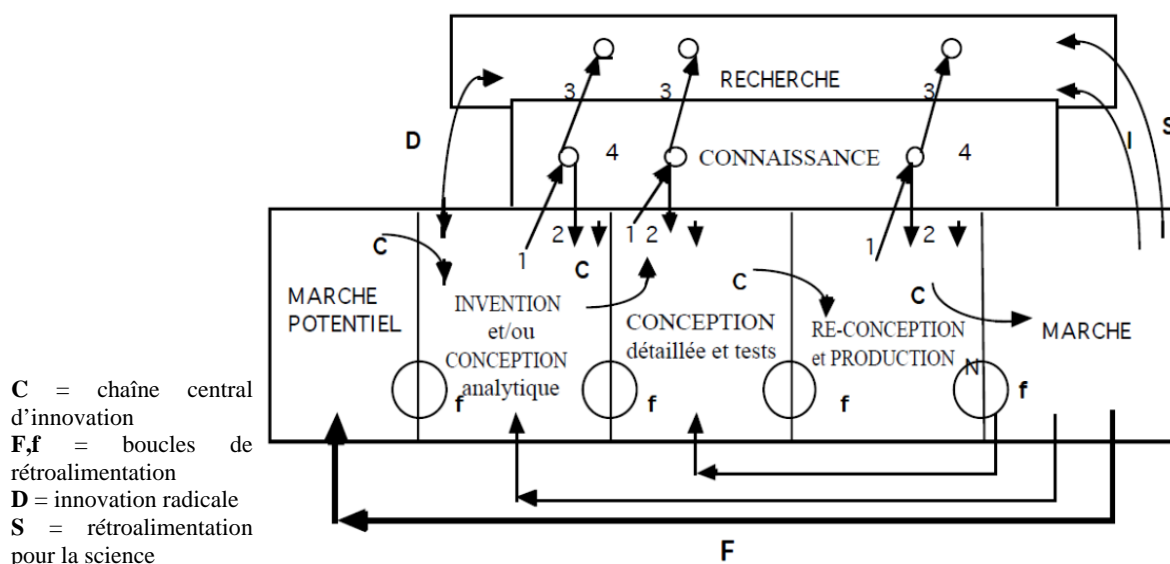 3 3 RECHERCHE 3
D I S
4 CONNAISSANCE 4
C 1 2 C 1 2 C 1 2 C
MARCHE
POTENTIEL
INVENTION
et/ou
CONCEPTION
analytique
CONCEPTION
détaillée et tests
RE-CONCEPTION
et PRODUCTION N
MARCHE
f f f f
F
C = chaîne central
d’innovation
F,f = boucles de
rétroalimentation
D = innovation radicale
S = rétroalimentation
pour la science